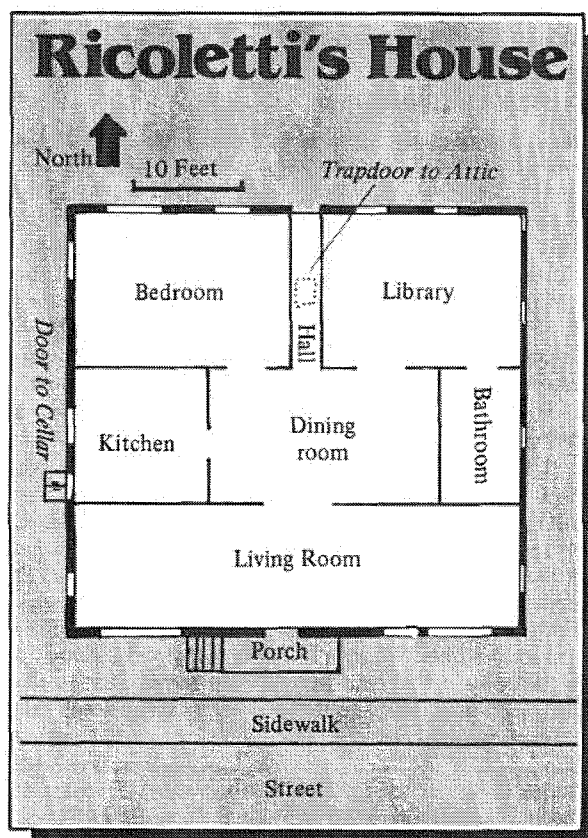 Ricoletti's House
North
10 Feet
Trapdoor to Attic
Bedroom
Library
Hall
Door to Cellar
Kitchen
Dining
room
Bathroom
Living Room
Porch
Sidewalk
Street